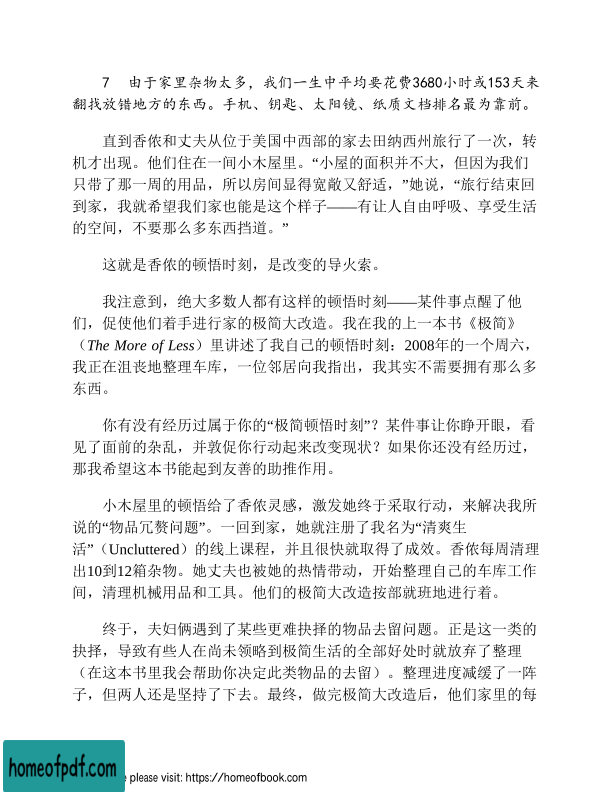 7　由于家里杂物太多，我们一生中平均要花费3680小时或153天来
翻找放错地方的东西。手机、钥匙、太阳镜、纸质文档排名最为靠前。
直到香侬和丈夫从位于美国中西部的家去田纳西州旅行了一次，转
机才出现。他们住在一间小木屋里。“小屋的面积并不大，但因为我们
只带了那一周的用品，所以房间显得宽敞又舒适，”她说，“旅行结束回
到家，我就希望我们家也能是这个样子——有让人自由呼吸、享受生活
的空间，不要那么多东西挡道。”
这就是香侬的顿悟时刻，是改变的导火索。
我注意到，绝大多数人都有这样的顿悟时刻——某件事点醒了他
们，促使他们着手进行家的极简大改造。我在我的上一本书《极简》
（The More of Less）里讲述了我自己的顿悟时刻：2008年的一个周六，
我正在沮丧地整理车库，一位邻居向我指出，我其实不需要拥有那么多
东西。
你有没有经历过属于你的“极简顿悟时刻”？某件事让你睁开眼，看
见了面前的杂乱，并敦促你行动起来改变现状？如果你还没有经历过，
那我希望这本书能起到友善的助推作用。
小木屋里的顿悟给了香侬灵感，激发她终于采取行动，来解决我所
说的“物品冗赘问题”。一回到家，她就注册了我名为“清爽生
活”（Uncluttered）的线上课程，并且很快就取得了成效。香侬每周清理
出10到12箱杂物。她丈夫也被她的热情带动，开始整理自己的车库工作
间，清理机械用品和工具。他们的极简大改造按部就班地进行着。
终于，夫妇俩遇到了某些更难抉择的物品去留问题。正是这一类的
抉择，导致有些人在尚未领略到极简生活的全部好处时就放弃了整理
（在这本书里我会帮助你决定此类物品的去留）。整理进度减缓了一阵
子，但两人还是坚持了下去。最终，做完极简大改造后，他们家里的每
homeofpdf.com
please visit: https://homeofbook.com